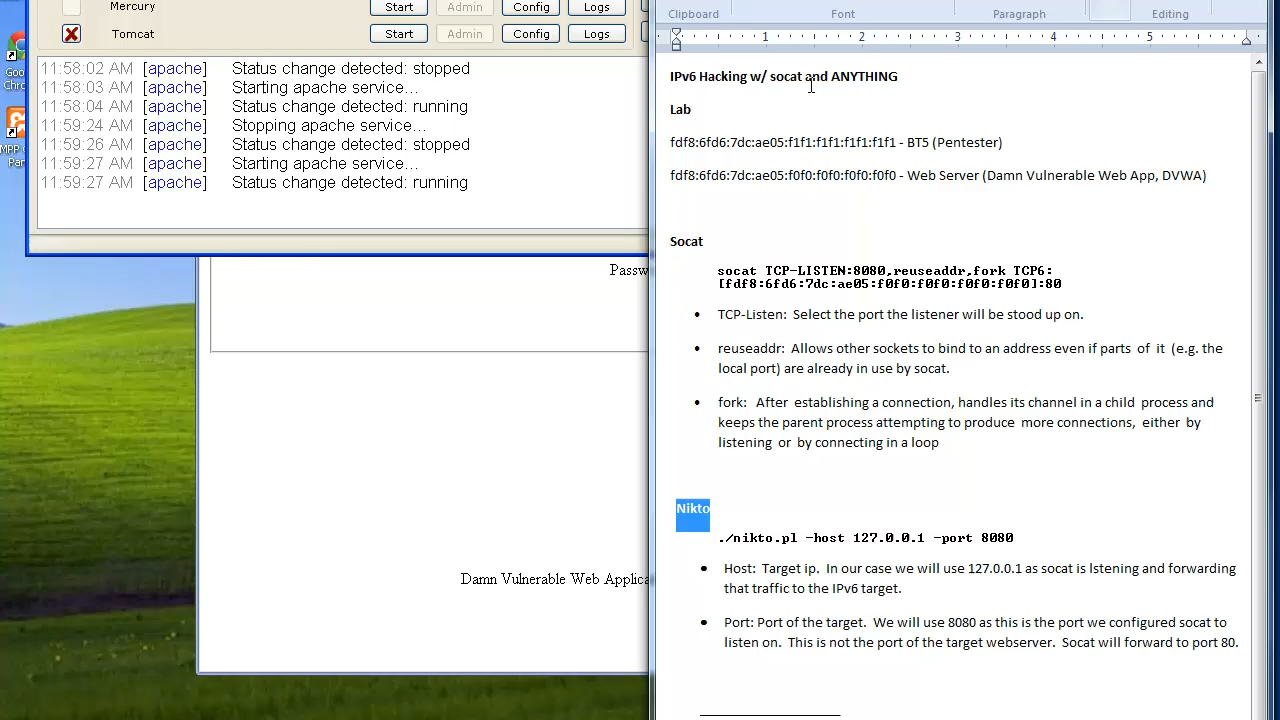 Mercury Start Admin Config Logs
Tomcat Start Admin Config Logs
11:58:02 AM [apache] Status change detected: stopped
11:58:03 AM [apache] Starting apache service...
11:58:04 AM [apache] Status change detected: running
11:59:24 AM [apache] Stopping apache service...
11:59:26 AM [apache] Status change detected: stopped
11:59:27 AM [apache] Starting apache service...
11:59:27 AM [apache] Status change detected: running
Goo
Chro
MPP
Par
Passw
Damn Vulnerable Web Applica
Clipboard Font Paragraph Editing
1 2 3 4 5
IPv6 Hacking w/ socat and ANYTHING
Lab
fdf8:6fd6:7dc:ae05:f1f1:f1f1:f1f1:f1f1 - BT5 (Pentester)
fdf8:6fd6:7dc:ae05:f0f0:f0f0:f0f0:f0f0 - Web Server (Damn Vulnerable Web App, DVWA)
Socat
socat TCP-LISTEN:8080,reuseaddr,fork TCP6:
[fdf8:6fd6:7dc:ae05:f0f0:f0f0:f0f0:f0f0]:80
• TCP-Listen: Select the port the listener will be stood up on.
• reuseaddr: Allows other sockets to bind to an address even if parts of it (e.g. the
local port) are already in use by socat.
• fork: After establishing a connection, handles its channel in a child process and
keeps the parent process attempting to produce more connections, either by
listening or by connecting in a loop
Nikto
./nikto.pl -host 127.0.0.1 -port 8080
• Host: Target ip. In our case we will use 127.0.0.1 as socat is lstening and forwarding
that traffic to the IPv6 target.
• Port: Port of the target. We will use 8080 as this is the port we configured socat to
listen on. This is not the port of the target webserver. Socat will forward to port 80.